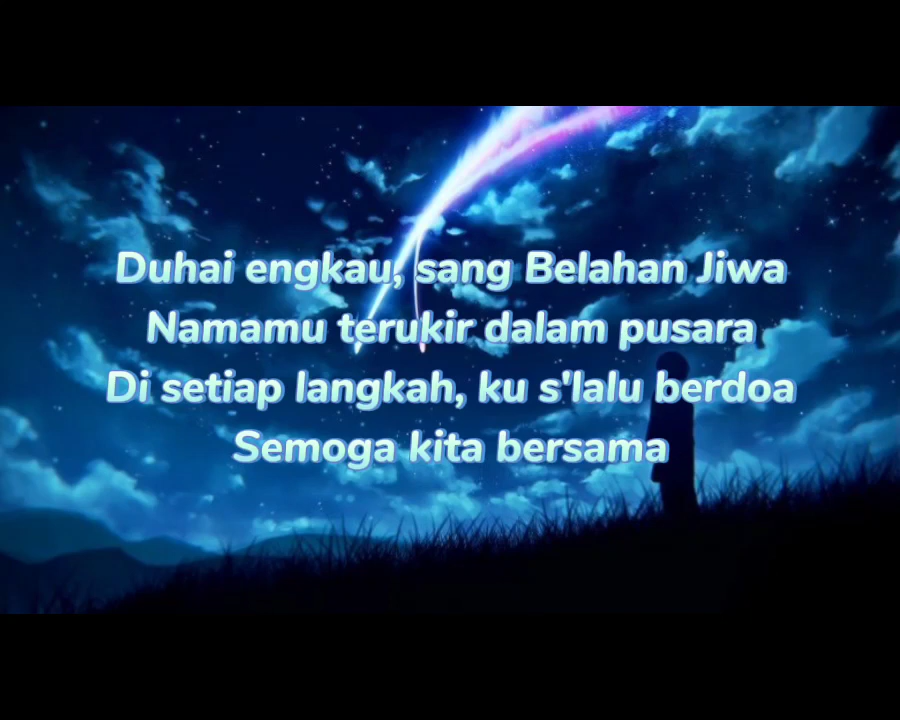 Duhai engkau, sang Belahan Jiwa
Namamu terukir dalam pusara
Di setiap langkah, ku s'lalu berdoa
Semoga kita bersama